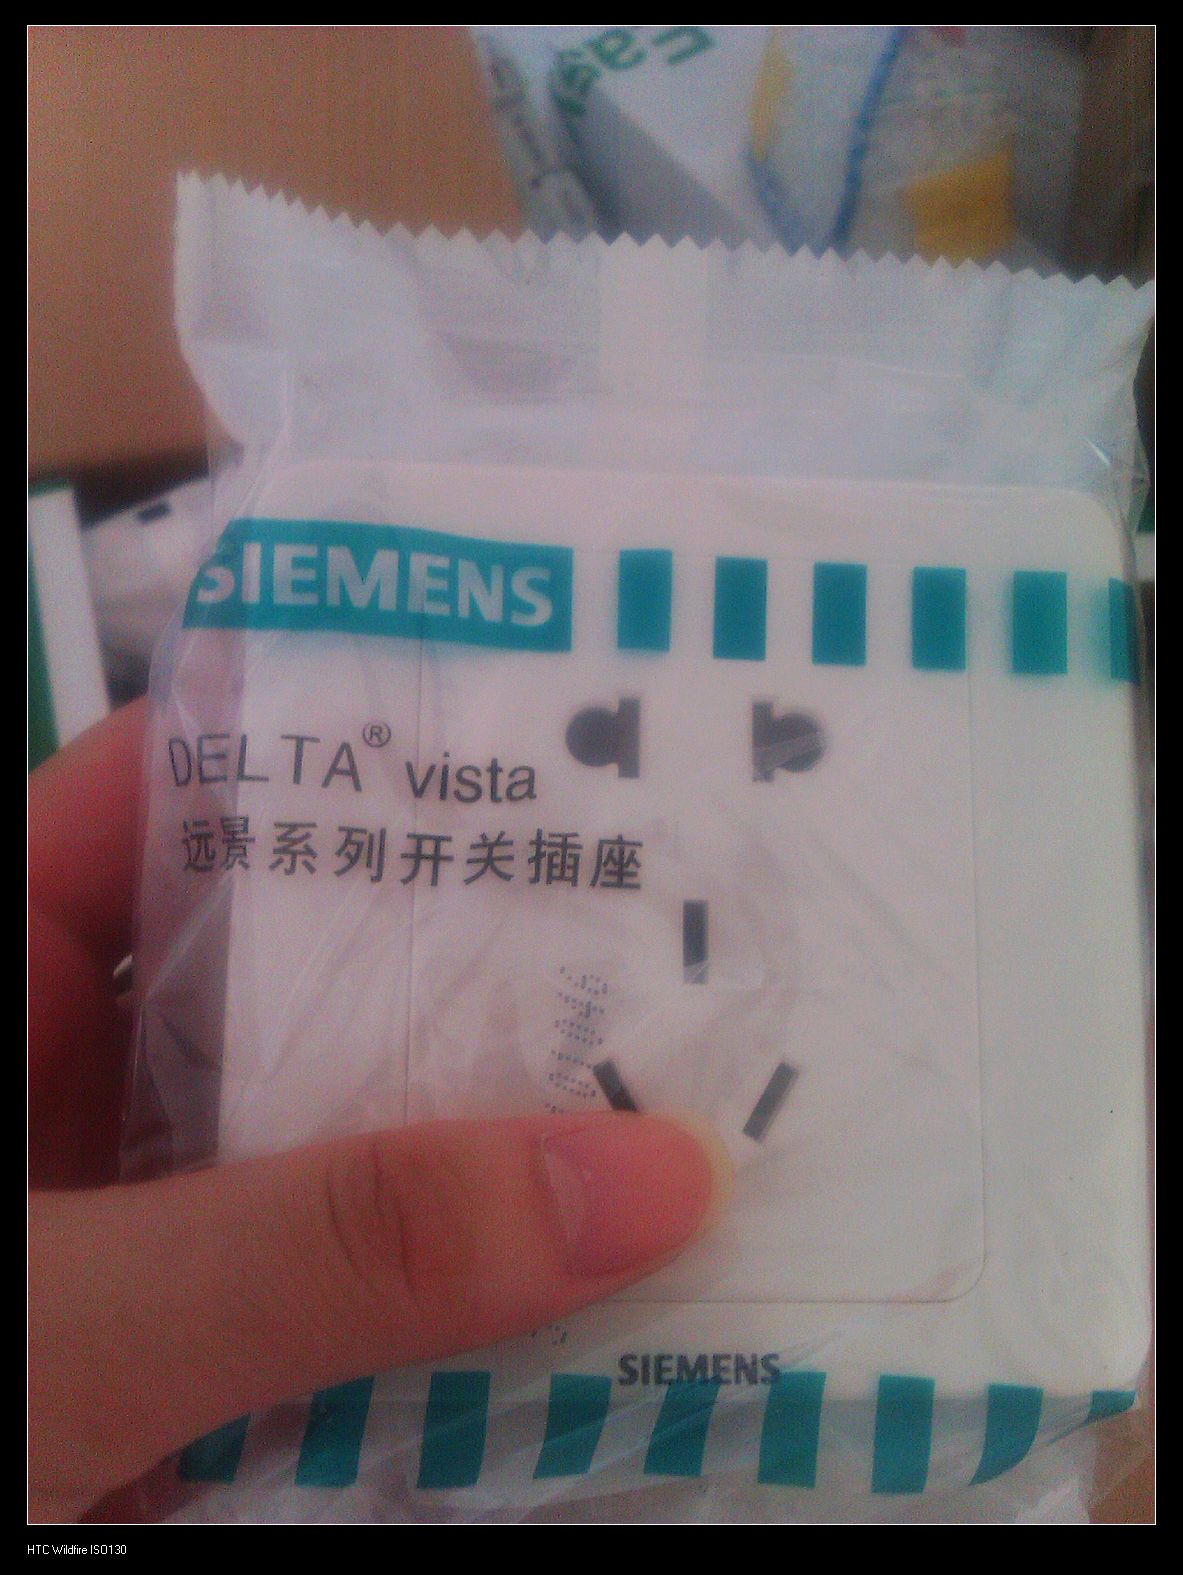 SIEMENS
DELTA® vista
远景系列开关插座
SIEMENS
HTC Wildfire ISO130